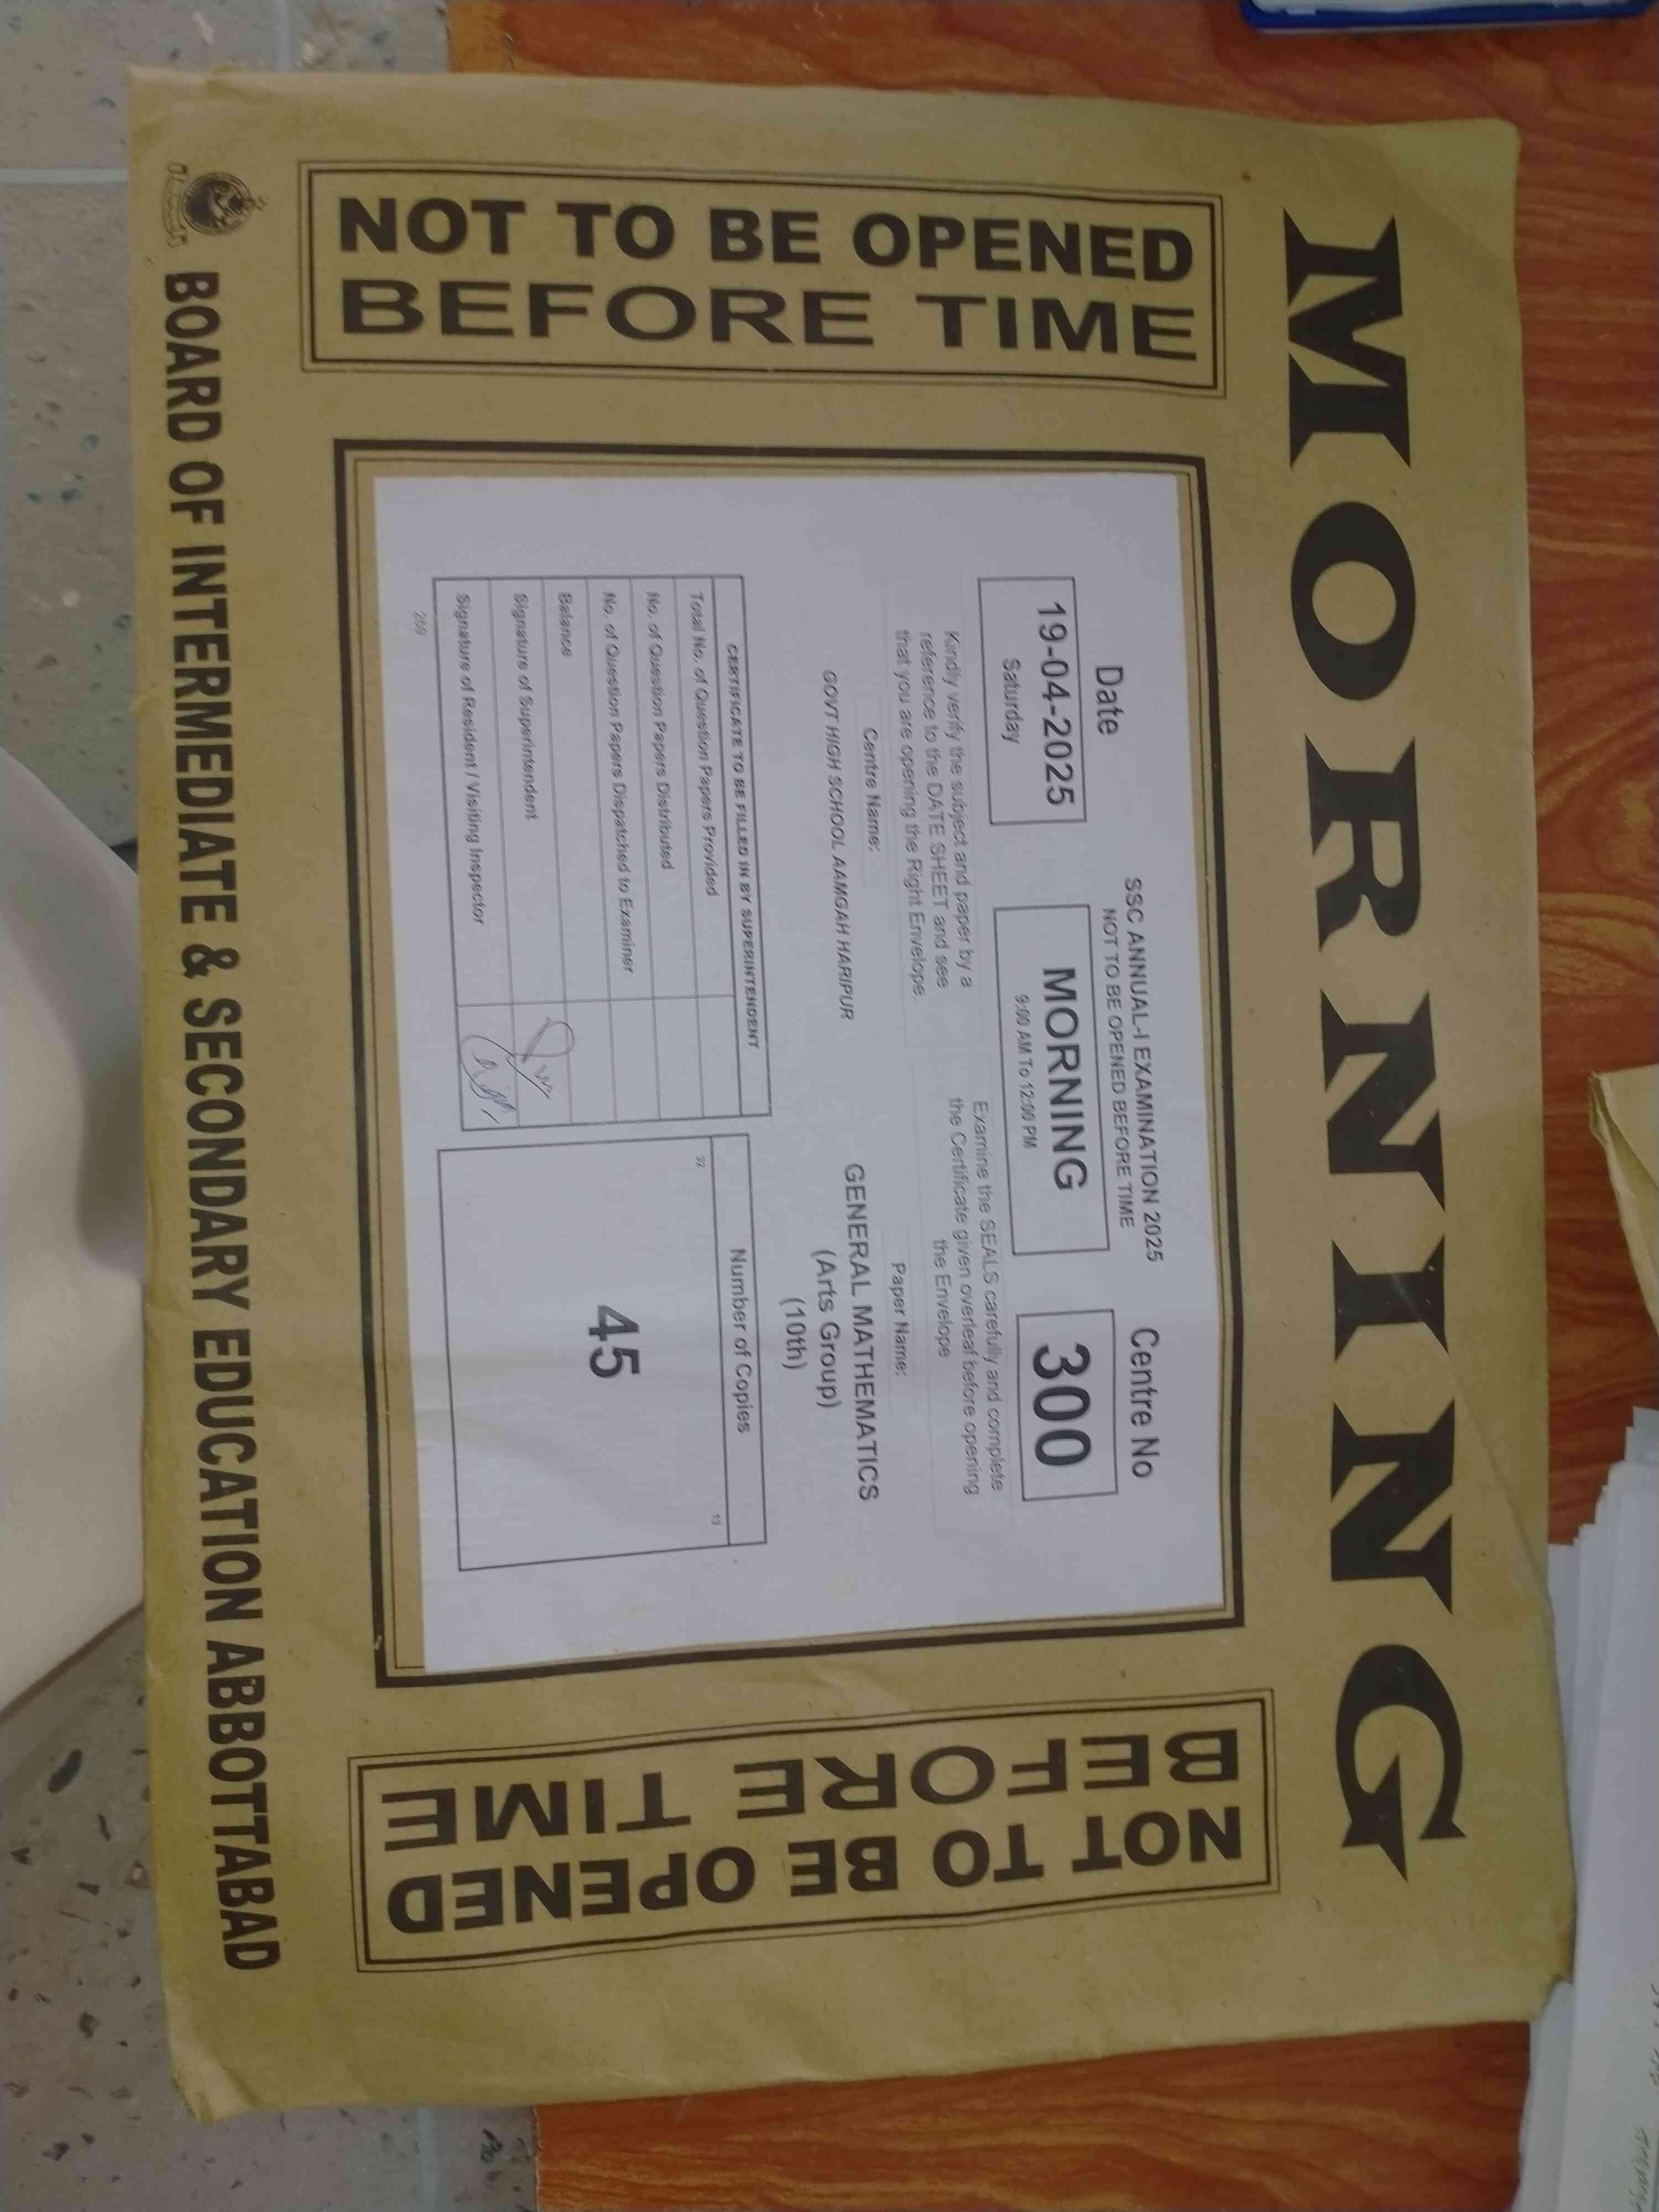 MORNING
NOT TO BE OPENED
BEFORE TIME
SSC ANNUAL-I EXAMINATION 2025
NOT TO BE OPENED BEFORE TIME
Date
19-04-2025
Saturday
MORNING
9:00 AM To 12:00 PM
Centre No
300
Kindly verify the subject and paper by a
reference to the DATE SHEET and see
that you are opening the Right Envelope.
Examine the SEALS carefully and complete
the Certificate given overleaf before opening
the Envelope
Centre Name:
GOVT HIGH SCHOOL AAMGAH HARIPUR
Paper Name:
GENERAL MATHEMATICS
(Arts Group)
(10th)
CERTIFICATE TO BE FILLED IN BY SUPERINTENDENT
Total No. of Question Papers Provided
No. of Question Papers Distributed
No. of Question Papers Dispatched to Examiner
Balance
Signature of Superintendent
Signature of Resident / Visiting Inspector
Number of Copies
32
13
45
259
NOT TO BE OPENED
BEFORE TIME
BOARD OF INTERMEDIATE & SECONDARY EDUCATION ABBOTTABAD